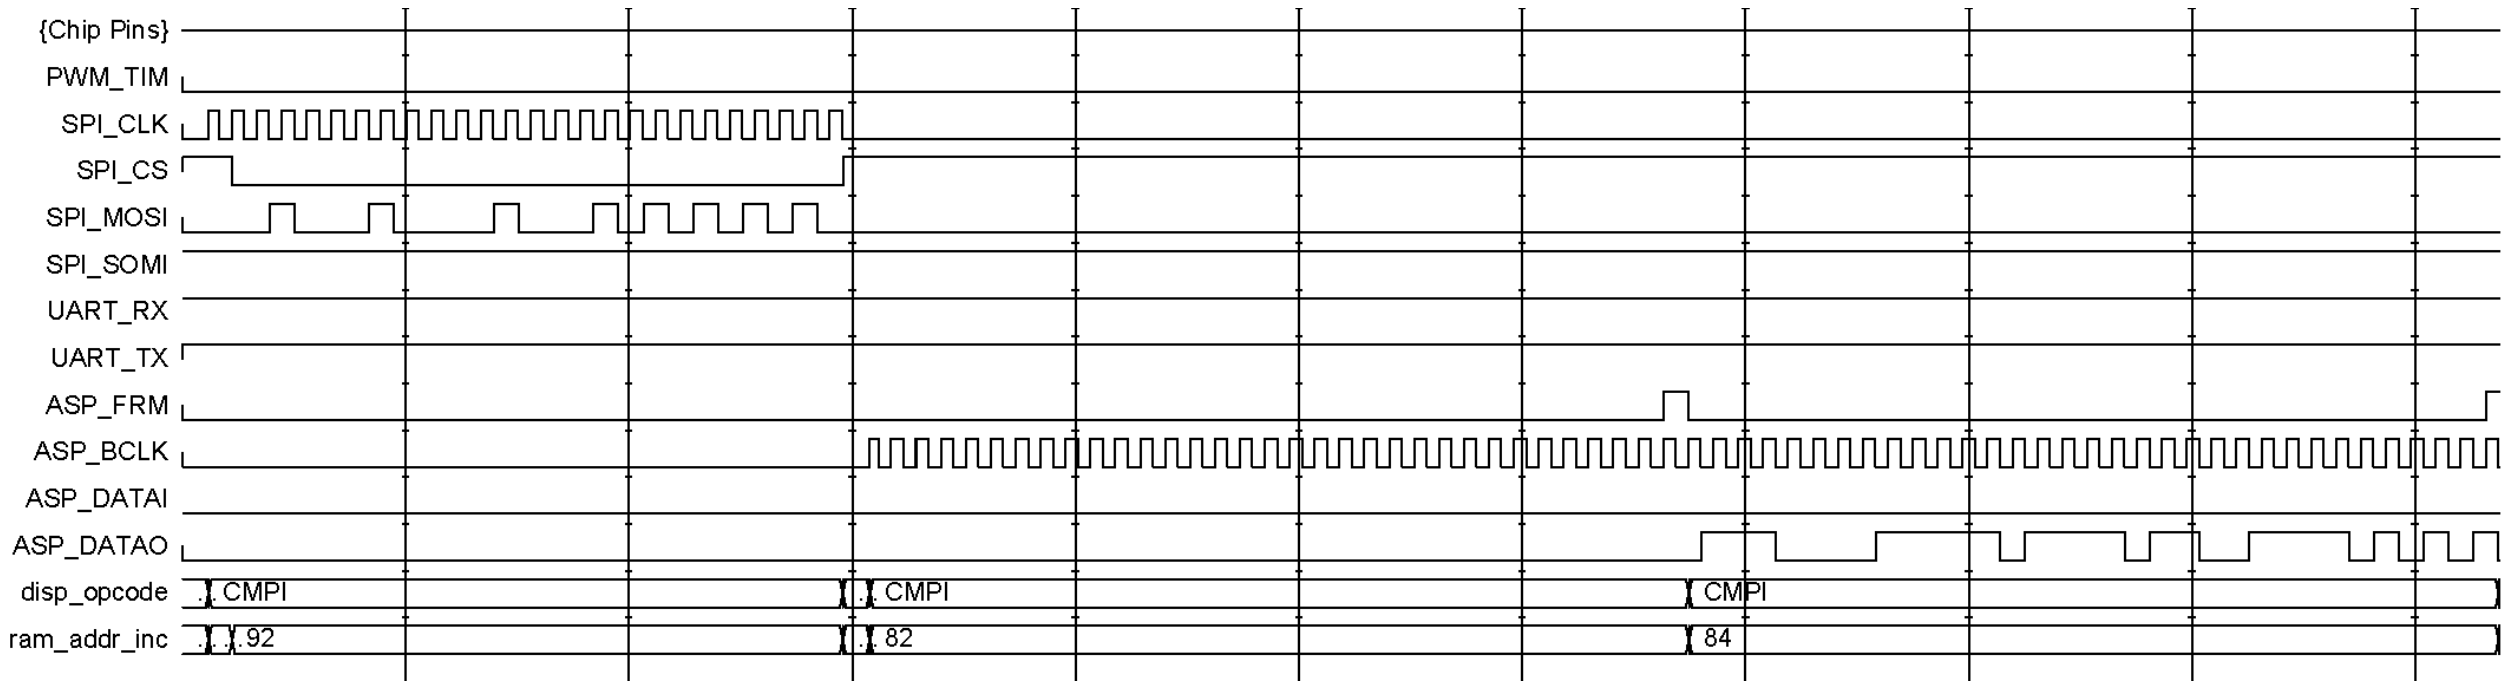 {Chip Pins}
PWM_TIM
SPI_CLK
SPI_CS
SPI_MOSI
SPI_SOMI
UART_RX
UART_TX
ASP_FRM
ASP_BCLK
ASP_DATAI
ASP_DATAO
disp_opcode CMPI CMPI CMPI
ram_addr_inc 92 82 84